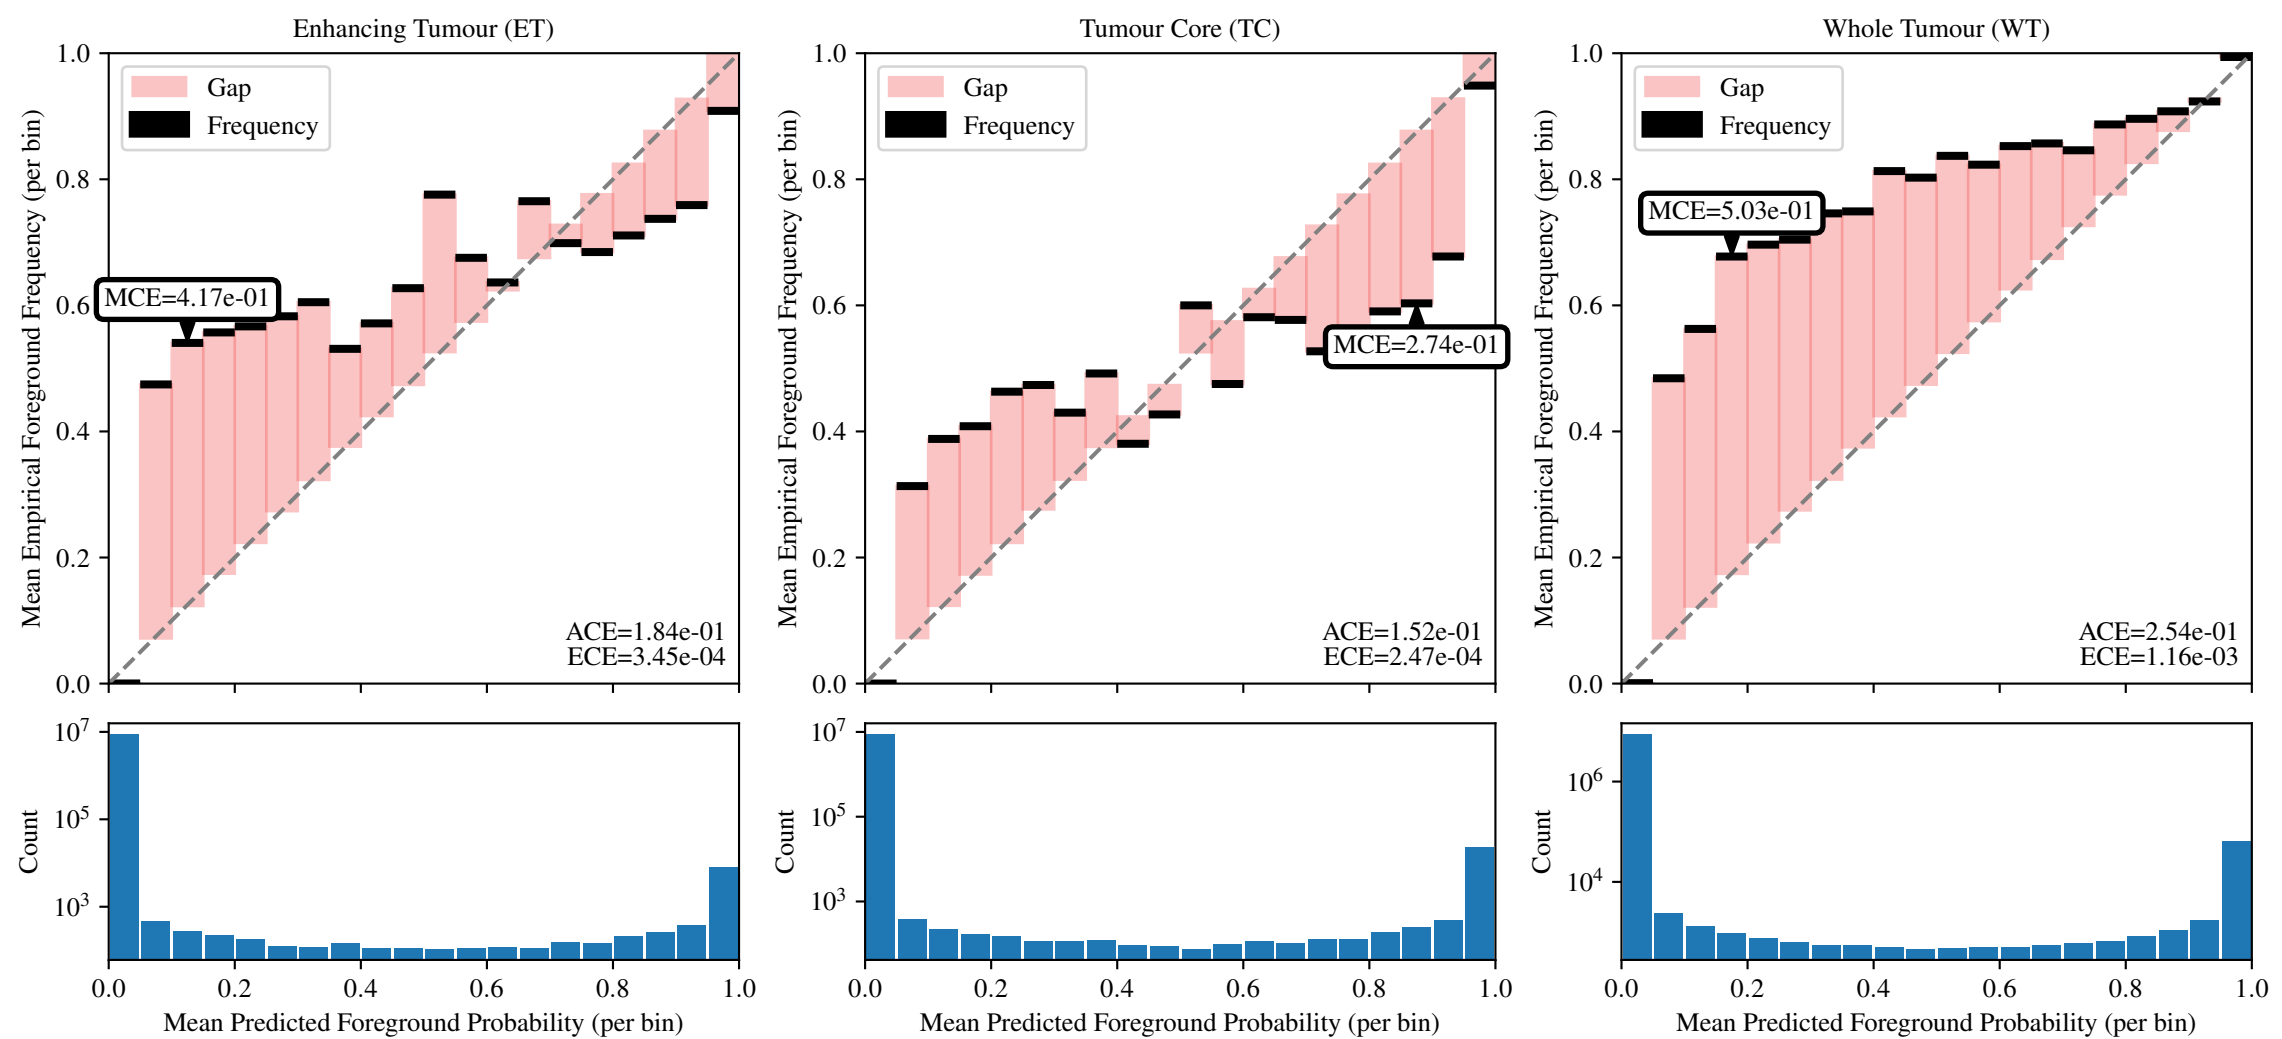 Enhancing Tumour (ET)
1.0
0.8
0.6
0.4
0.2
0.0
Mean Empirical Foreground Frequency (per bin)
Gap
Frequency
MCE=4.17e-01
ACE=1.84e-01
ECE=3.45e-04
10^7
10^5
10^3
Count
0.0 0.2 0.4 0.6 0.8 1.0
Mean Predicted Foreground Probability (per bin)
Tumour Core (TC)
1.0
0.8
0.6
0.4
0.2
0.0
Mean Empirical Foreground Frequency (per bin)
Gap
Frequency
MCE=2.74e-01
ACE=1.52e-01
ECE=2.47e-04
10^7
10^5
10^3
Count
0.0 0.2 0.4 0.6 0.8 1.0
Mean Predicted Foreground Probability (per bin)
Whole Tumour (WT)
1.0
0.8
0.6
0.4
0.2
0.0
Mean Empirical Foreground Frequency (per bin)
Gap
Frequency
MCE=5.03e-01
ACE=2.54e-01
ECE=1.16e-03
10^6
10^4
Count
0.0 0.2 0.4 0.6 0.8 1.0
Mean Predicted Foreground Probability (per bin)